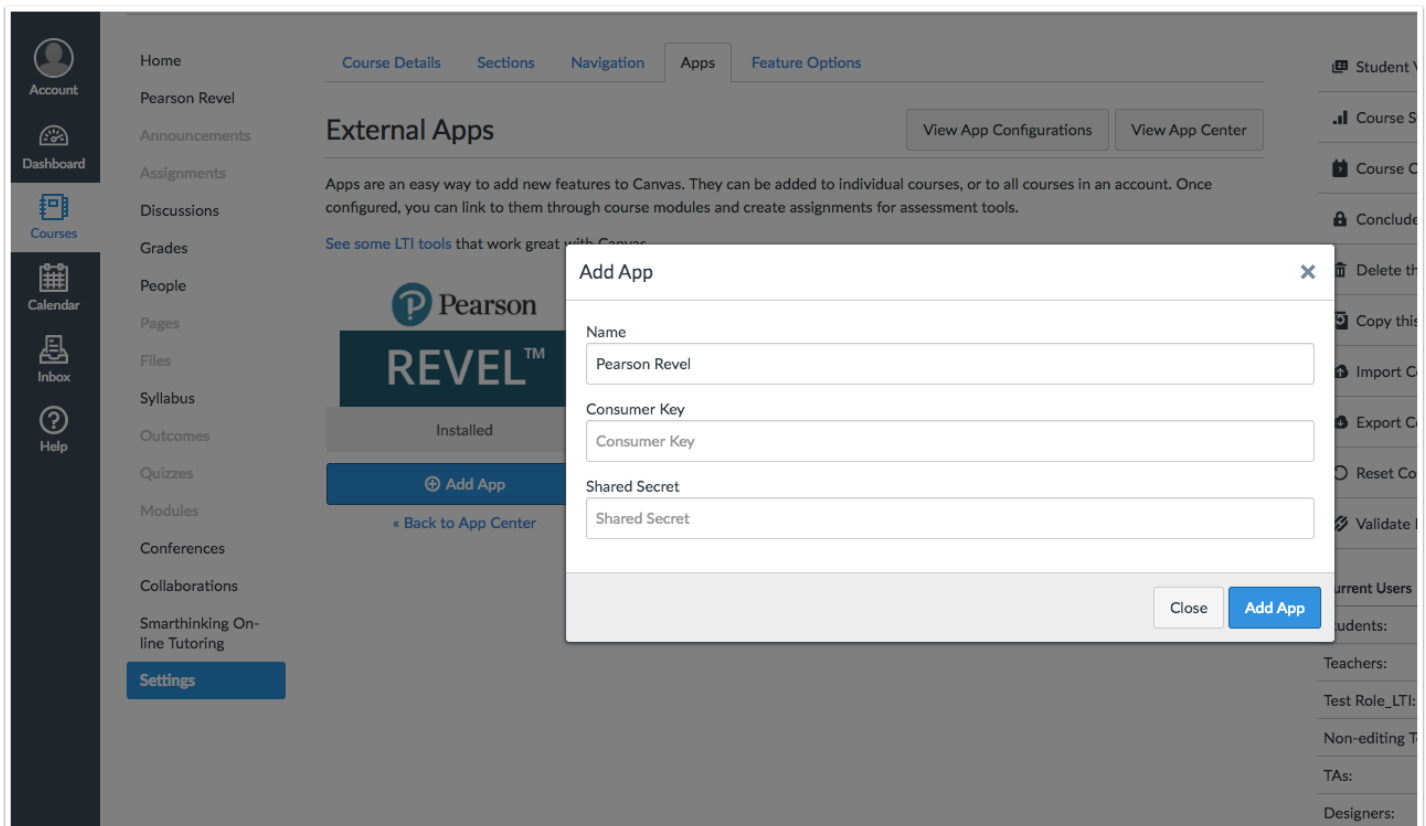 Account
Dashboard
Courses
Calendar
Inbox
Help
Home
Pearson Revel
Announcements
Assignments
Discussions
Grades
People
Pages
Files
Syllabus
Outcomes
Quizzes
Modules
Conferences
Collaborations
Smarthinking On-
line Tutoring
Settings
Course Details Sections Navigation Apps Feature Options
External Apps
View App Configurations View App Center
Apps are an easy way to add new features to Canvas. They can be added to individual courses, or to all courses in an account. Once
configured, you can link to them through course modules and create assignments for assessment tools.
See some LTI tools that work great with Canvas
Pearson
REVEL™
Installed
Add App
« Back to App Center
Add App
Name
Pearson Revel
Consumer Key
Consumer Key
Shared Secret
Shared Secret
Close Add App
Student
Course S
Course C
Conclude
Delete th
Copy this
Import C
Export C
Reset Co
Validate
urrent Users
udents:
Teachers:
Test Role_LTI:
Non-editing T
TAs:
Designers: